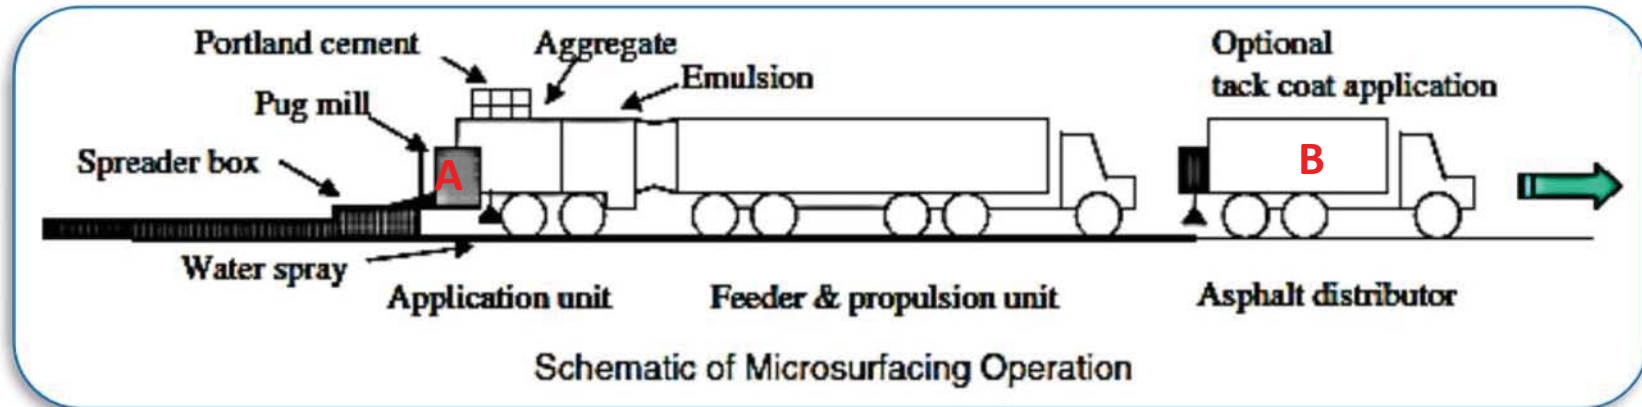 Portland cement
Aggregate
Optional
tack coat application
Emulsion
Pug mill
Spreader box
A
B
Water spray
Application unit
Feeder & propulsion unit
Asphalt distributor
Schematic of Microsurfacing Operation